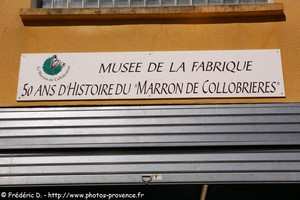 MUSEE DE LA FABRIQUE
50 ANS D'HISTOIRE DU "MARRON DE COLLOBRIERES"
© Frédéric D. - http://www.photos-provence.fr